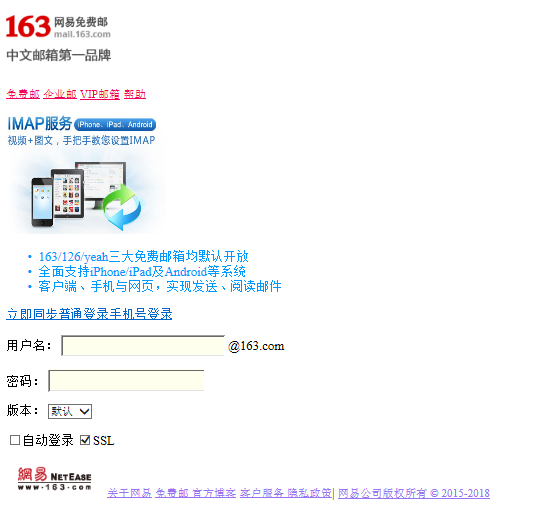 163 网易免费邮
mail.163.com
中文邮箱第一品牌
免费邮 企业邮 VIP邮箱 帮助
IMAP服务 iPhone、iPad、Android
视频+图文，手把手教您设置IMAP
• 163/126/yeah三大免费邮箱均默认开放
• 全面支持iPhone/iPad及Android等系统
• 客户端、手机与网页，实现发送、阅读邮件
立即同步普通登录手机号登录
用户名： @163.com
密码：
版本： 默认
自动登录 SSL
網易 NETEASE
www.163.com
关于网易 免费邮 官方博客 客户服务 隐私政策| 网易公司版权所有 © 2015-2018